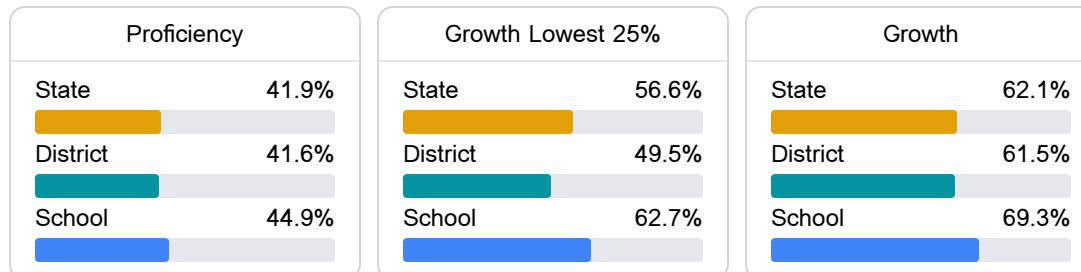 Proficiency
State 41.9%
District 41.6%
School 44.9%
Growth Lowest 25%
State 56.6%
District 49.5%
School 62.7%
Growth
State 62.1%
District 61.5%
School 69.3%